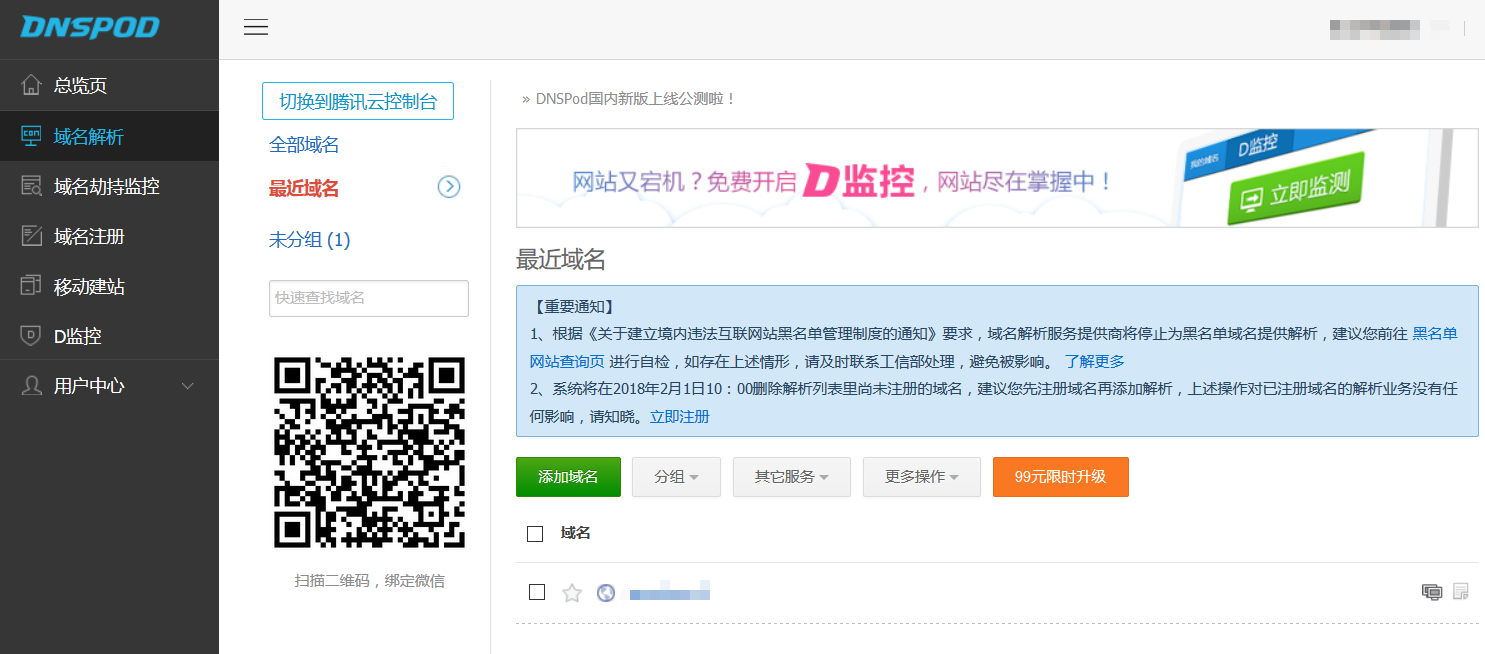 DNSPOD
总览页
域名解析
域名劫持监控
域名注册
移动建站
D监控
用户中心
切换到腾讯云控制台
全部域名
最近域名
未分组 (1)
快速查找域名
扫描二维码，绑定微信
» DNSPod国内新版上线公测啦！
网站又宕机？免费开启D监控，网站尽在掌握中！
我的域名 D监控
立即监测
最近域名
【重要通知】
1、根据《关于建立境内违法互联网站黑名单管理制度的通知》要求，域名解析服务提供商将停止为黑名单域名提供解析，建议您前往 黑名单
网站查询页 进行自检，如存在上述情形，请及时联系工信部处理，避免被影响。 了解更多
2、系统将在2018年2月1日10：00删除解析列表里尚未注册的域名，建议您先注册域名再添加解析，上述操作对已注册域名的解析业务没有任
何影响，请知晓。立即注册
添加域名 分组 其它服务 更多操作 99元限时升级
域名